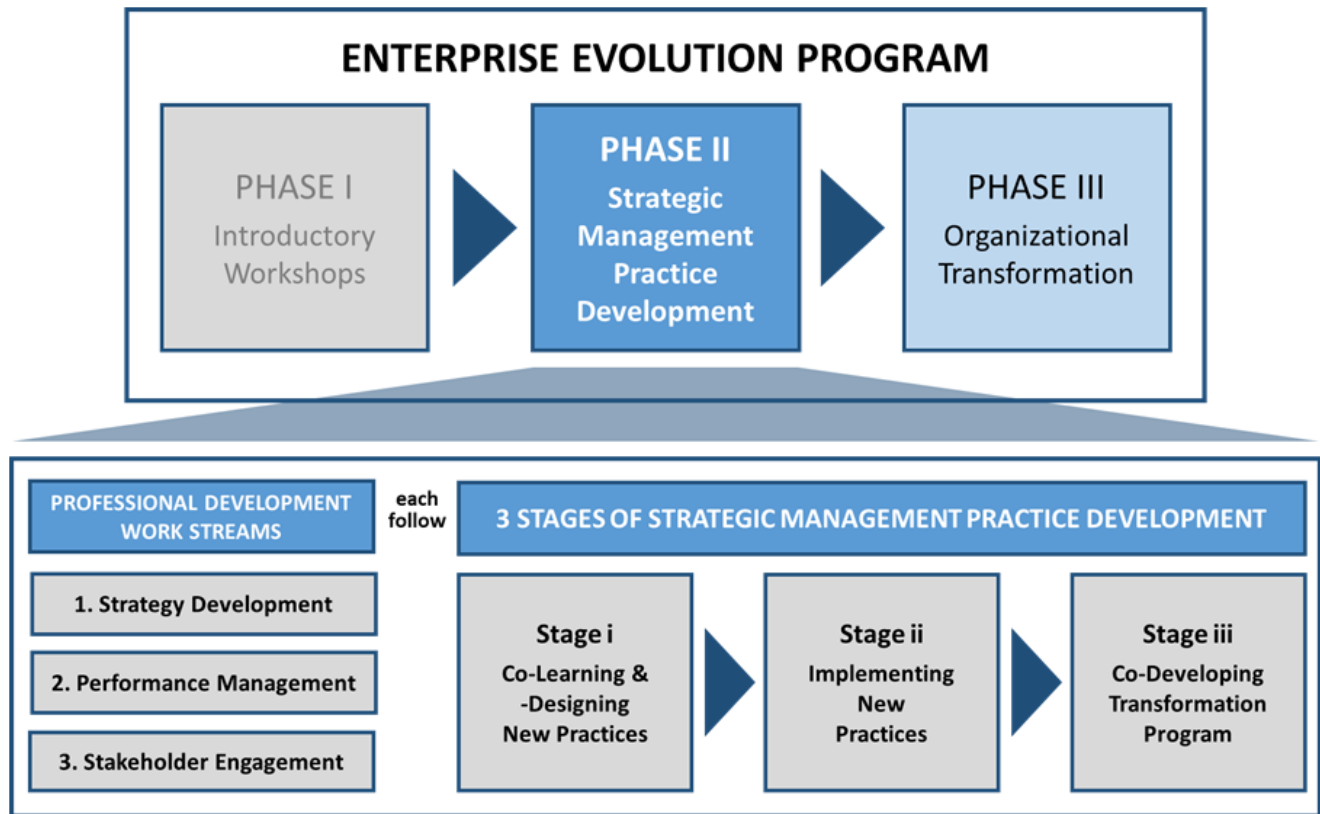 ENTERPRISE EVOLUTION PROGRAM
PHASE I
Introductory
Workshops
PHASE II
Strategic
Management
Practice
Development
PHASE III
Organizational
Transformation
PROFESSIONAL DEVELOPMENT
WORK STREAMS
each
follow
3 STAGES OF STRATEGIC MANAGEMENT PRACTICE DEVELOPMENT
1. Strategy Development
2. Performance Management
3. Stakeholder Engagement
Stage i
Co-Learning &
-Designing
New Practices
Stage ii
Implementing
New
Practices
Stage iii
Co-Developing
Transformation
Program